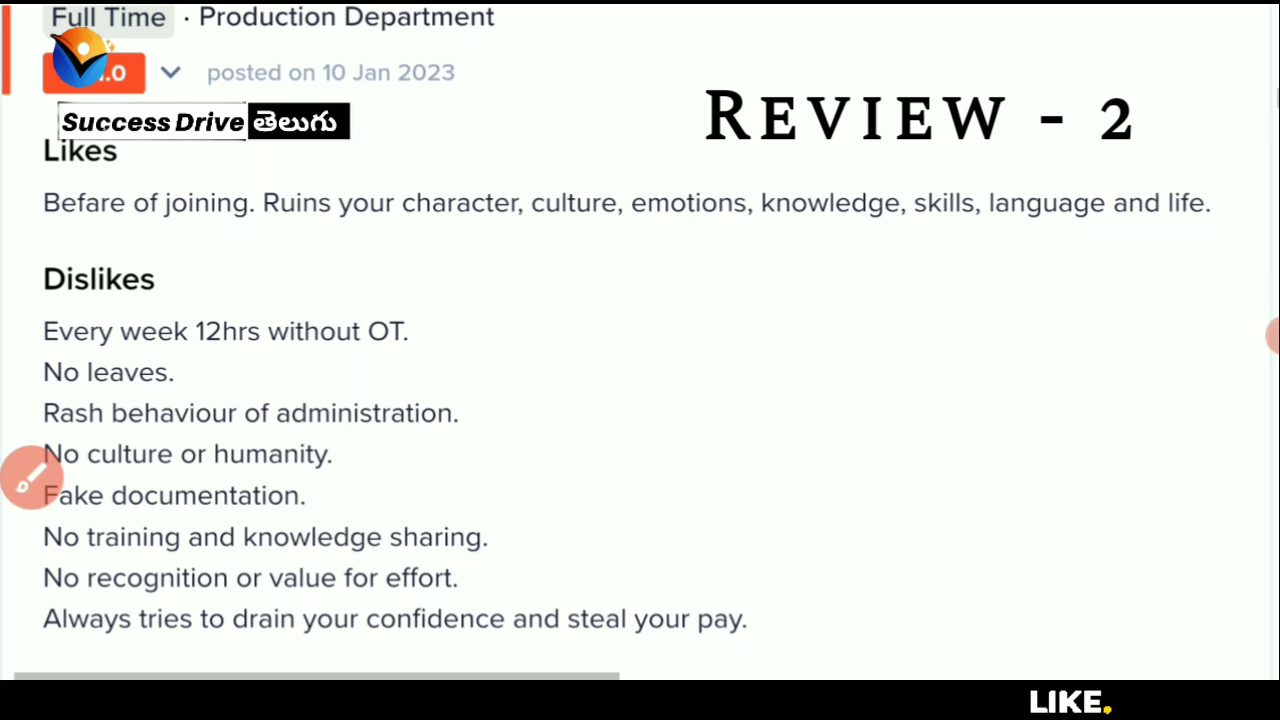 Full Time · Production Department
.0 posted on 10 Jan 2023
REVIEW - 2
Success Drive తెలుగు
Likes
Befare of joining. Ruins your character, culture, emotions, knowledge, skills, language and life.
Dislikes
Every week 12hrs without OT.
No leaves.
Rash behaviour of administration.
No culture or humanity.
Fake documentation.
No training and knowledge sharing.
No recognition or value for effort.
Always tries to drain your confidence and steal your pay.
LIKE.